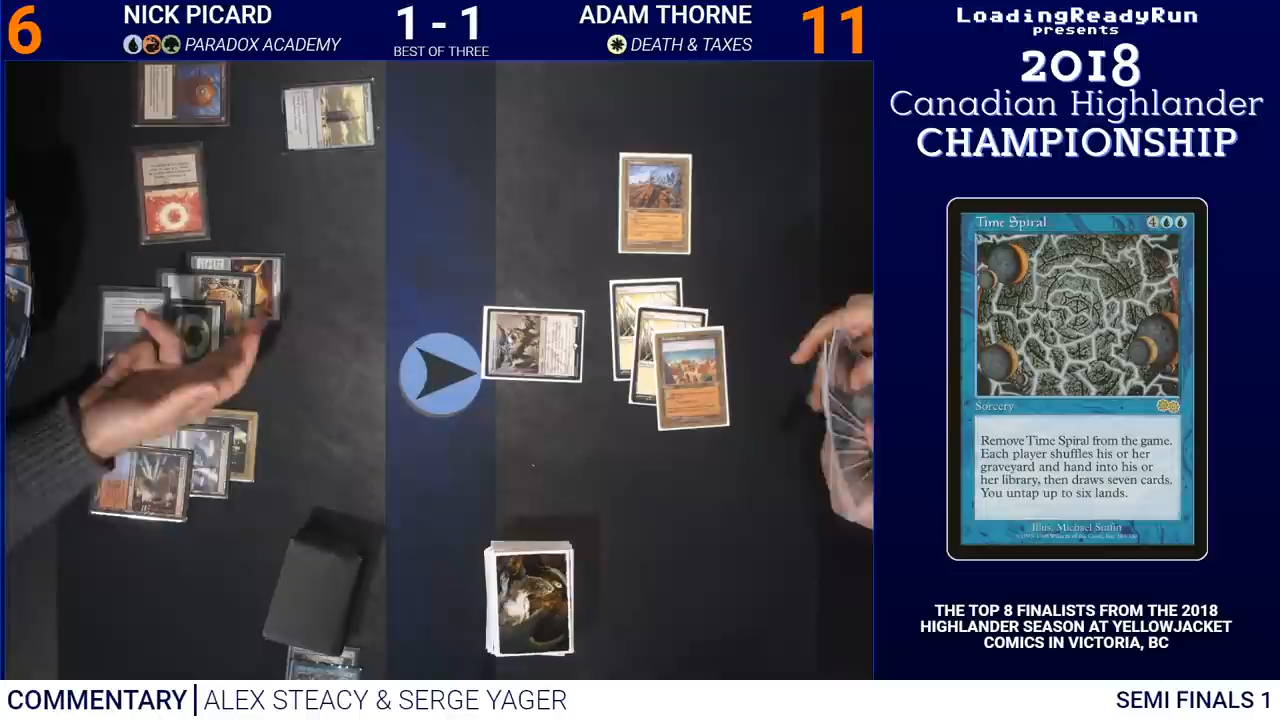 6
NICK PICARD
PARADOX ACADEMY
1 - 1
BEST OF THREE
ADAM THORNE
DEATH & TAXES
11
LoadingReadyRun
presents
2018
Canadian Highlander
CHAMPIONSHIP
Time Spiral
4
Sorcery
Remove Time Spiral from the game.
Each player shuffles his or her
graveyard and hand into his or
her library, then draws seven cards.
You untap up to six lands.
THE TOP 8 FINALISTS FROM THE 2018
HIGHLANDER SEASON AT YELLOWJACKET
COMICS IN VICTORIA, BC
COMMENTARY | ALEX STEACY & SERGE YAGER
SEMI FINALS 1